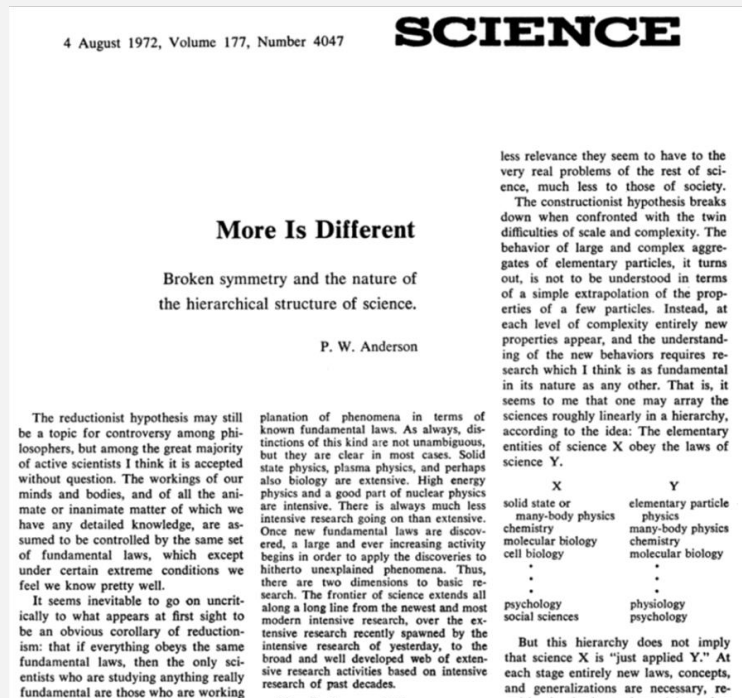 4 August 1972, Volume 177, Number 4047
SCIENCE
More Is Different
Broken symmetry and the nature of
the hierarchical structure of science.
P. W. Anderson
The reductionist hypothesis may still
be a topic for controversy among phi-
losophers, but among the great majority
of active scientists I think it is accepted
without question. The workings of our
minds and bodies, and of all the ani-
mate or inanimate matter of which we
have any detailed knowledge, are as-
sumed to be controlled by the same set
of fundamental laws, which except
under certain extreme conditions we
feel we know pretty well.
It seems inevitable to go on uncrit-
ically to what appears at first sight to
be an obvious corollary of reduction-
ism: that if everything obeys the same
fundamental laws, then the only sci-
entists who are studying anything really
fundamental are those who are working
planation of phenomena in terms of
known fundamental laws. As always, dis-
tinctions of this kind are not unambiguous,
but they are clear in most cases. Solid
state physics, plasma physics, and perhaps
also biology are extensive. High energy
physics and a good part of nuclear physics
are intensive. There is always much less
intensive research going on than extensive.
Once new fundamental laws are discov-
ered, a large and ever increasing activity
begins in order to apply the discoveries to
hitherto unexplained phenomena. Thus,
there are two dimensions to basic re-
search. The frontier of science extends all
along a long line from the newest and most
modern intensive research, over the ex-
tensive research recently spawned by the
intensive research of yesterday, to the
broad and well developed web of exten-
sive research activities based on intensive
research of past decades.
less relevance they seem to have to the
very real problems of the rest of sci-
ence, much less to those of society.
The constructionist hypothesis breaks
down when confronted with the twin
difficulties of scale and complexity. The
behavior of large and complex aggre-
gates of elementary particles, it turns
out, is not to be understood in terms
of a simple extrapolation of the prop-
erties of a few particles. Instead, at
each level of complexity entirely new
properties appear, and the understand-
ing of the new behaviors requires re-
search which I think is as fundamental
in its nature as any other. That is, it
seems to me that one may array the
sciences roughly linearly in a hierarchy,
according to the idea: The elementary
entities of science X obey the laws of
science Y.
X Y
solid state or elementary particle
many-body physics physics
chemistry many-body physics
molecular biology chemistry
cell biology molecular biology
. .
. .
. .
psychology physiology
social sciences psychology
But this hierarchy does not imply
that science X is "just applied Y." At
each stage entirely new laws, concepts,
and generalizations are necessary, re-